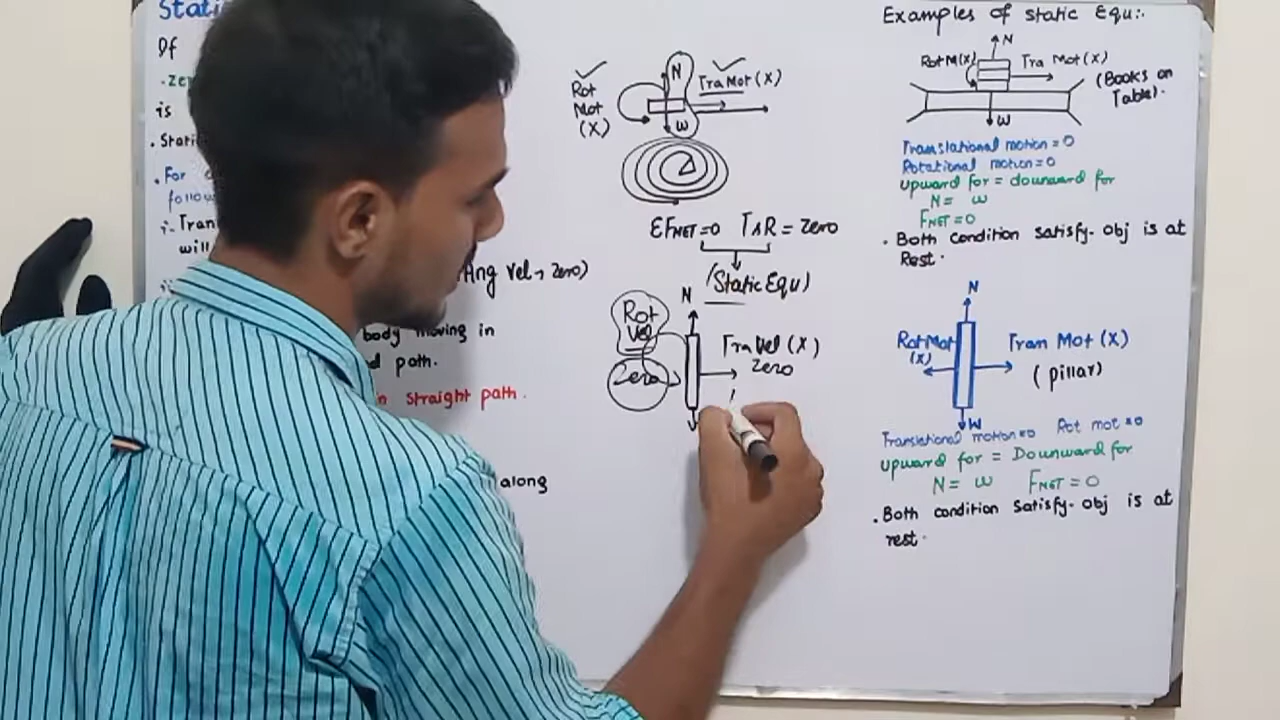 Stati
Df
zer
is
. Stati
. For
follow
i- Tran
will
Ang Vel → Zero)
body moving in
d path.
n straight path.
along
Rot
Mot
(X)
N
Tra Mot (X)
W
ΣFNET = 0 TAR = Zero
(Static Equ)
N
Rot
Vel
Zero
Tra Vel (X)
Zero
Examples of static Equ:.
N
Rot M(X)
Tra Mot (X)
(Books on
Table).
W
Translational motion = 0
Rotational motion = 0
upward for = downward for
N = W
FNET = 0
. Both condition satisfy- obj is at
Rest.
N
Rot Mot
(X)
Tran Mot (X)
(pillar)
W
Translational motion = 0 Rot mot = 0
upward for = Downward for
N = W FNET = 0
. Both condition satisfy- obj is at
rest.